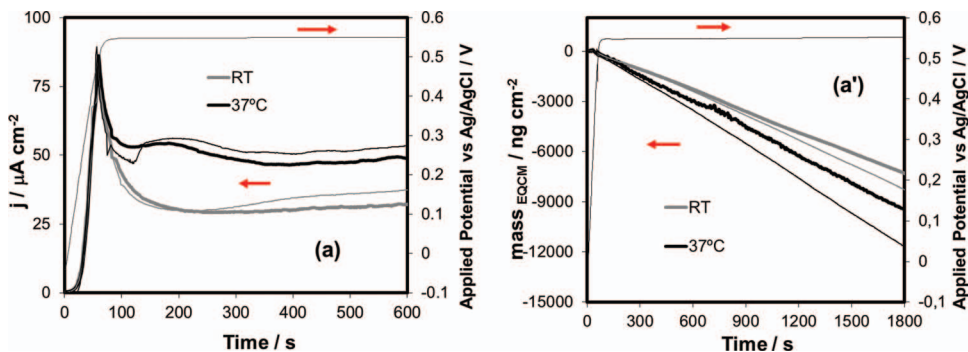 100
75
50
25
0
j / µA cm-2
0.6
0.5
0.4
0.3
0.2
0.1
0
-0.1
Applied Potential vs Ag/AgCl / V
RT
37ºC
(a)
0 100 200 300 400 500 600
Time / s
0
-3000
-6000
-9000
-12000
-15000
mass EQCM / ng cm-2
0,6
0,5
0,4
0,3
0,2
0,1
0
-0,1
Applied Potential vs Ag/AgCl / V
(a')
RT
37ºC
0 300 600 900 1200 1500 1800
Time / s